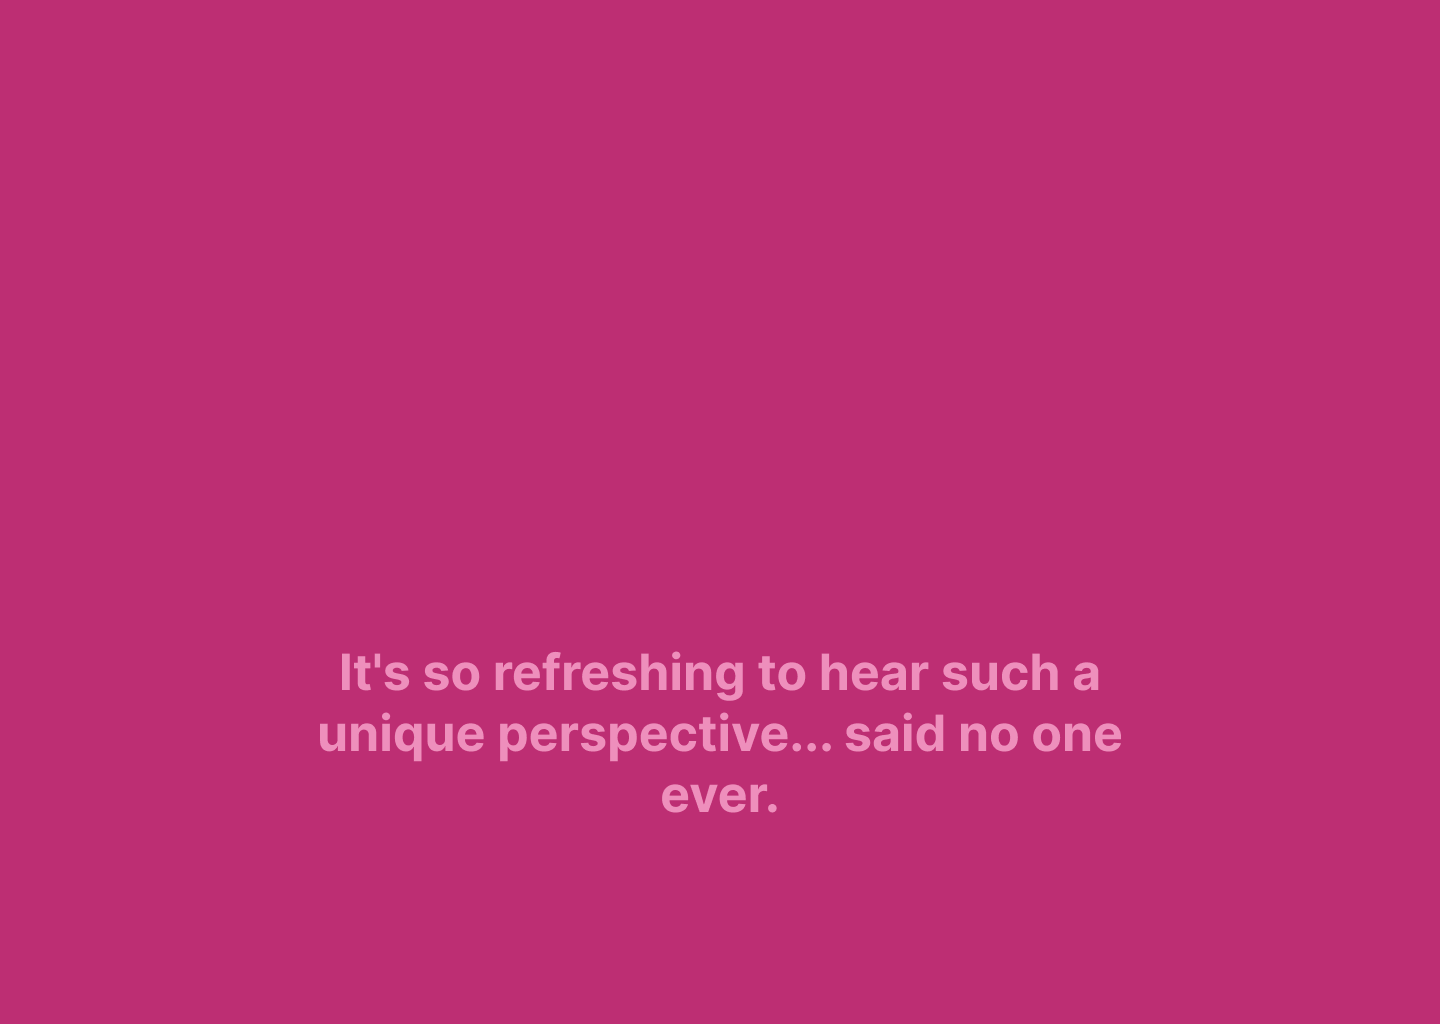 It's so refreshing to hear such a
unique perspective... said no one
ever.